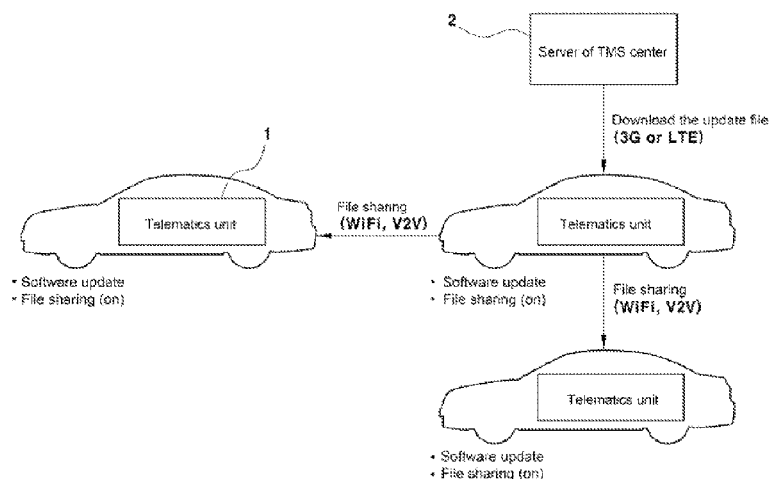 2
Server of TMS center
Download the update file
(3G or LTE)
1
Telematics unit
File sharing
(WiFi, V2V)
Telematics unit
• Software update
• File sharing (on)
• Software update
• File sharing (on)
File sharing
(WiFi, V2V)
Telematics unit
• Software update
• File sharing (on)